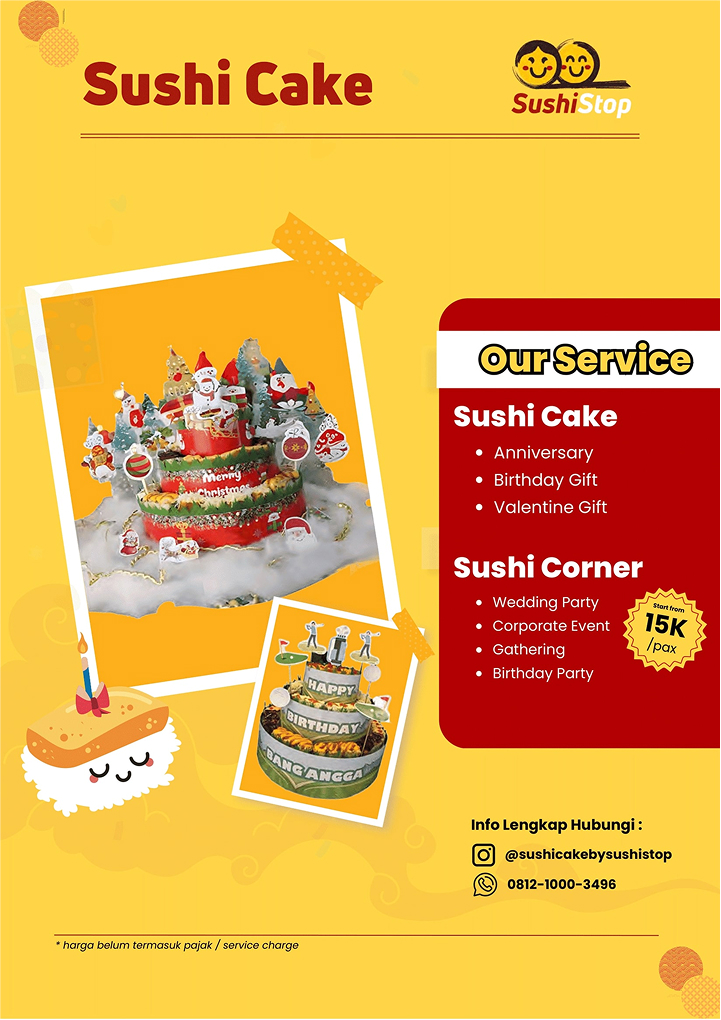 Sushi Cake
SushiStop
Merry
Christmas
HAPPY
BIRTHDAY
BANG ANGGA
Our Service
Sushi Cake
• Anniversary
• Birthday Gift
• Valentine Gift
Sushi Corner
• Wedding Party
• Corporate Event
• Gathering
• Birthday Party
Start from
15K
/pax
Info Lengkap Hubungi :
@sushicakebysushistop
0812-1000-3496
* harga belum termasuk pajak / service charge